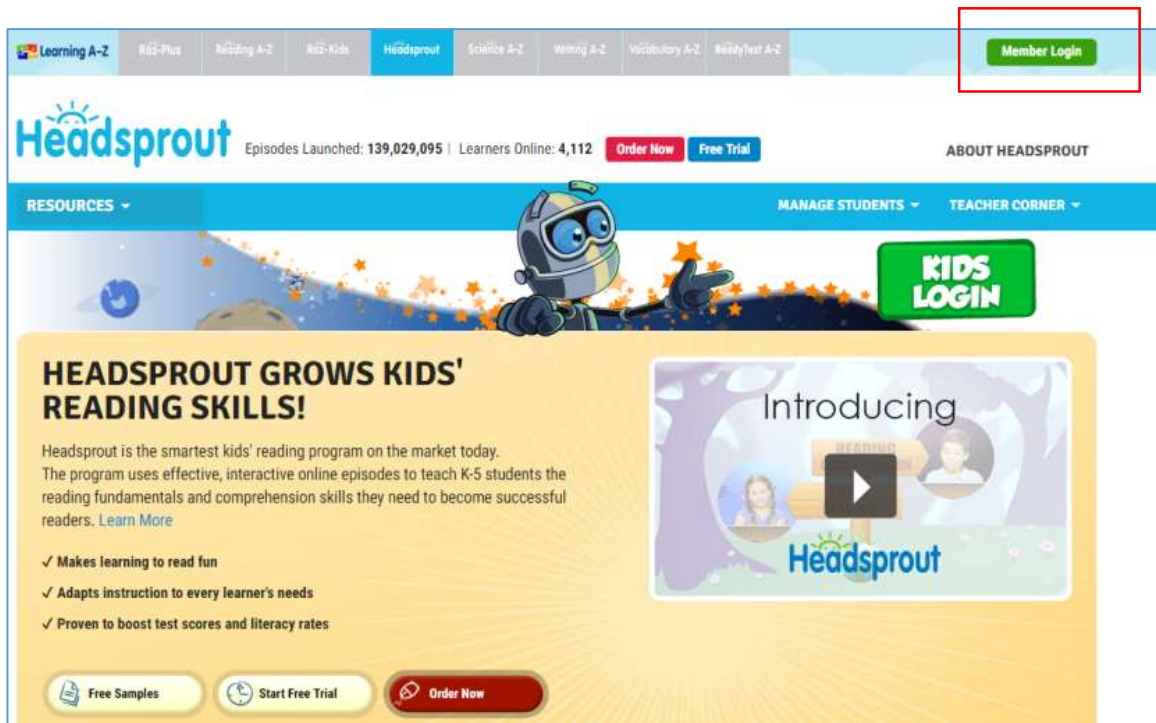 Learning A-Z
Raz-Plus
Reading A-Z
Raz-Kids
Headsprout
Science A-Z
Writing A-Z
Vocabulary A-Z
ReadyTest A-Z
Member Login
Headsprout
Episodes Launched: 139,029,095 | Learners Online: 4,112
Order Now
Free Trial
ABOUT HEADSPROUT
RESOURCES
MANAGE STUDENTS
TEACHER CORNER
KIDS
LOGIN
HEADSPROUT GROWS KIDS'
READING SKILLS!
Headsprout is the smartest kids' reading program on the market today.
The program uses effective, interactive online episodes to teach K-5 students the
reading fundamentals and comprehension skills they need to become successful
readers. Learn More
✓ Makes learning to read fun
✓ Adapts instruction to every learner's needs
✓ Proven to boost test scores and literacy rates
Introducing
READING
Headsprout
Free Samples
Start Free Trial
Order Now